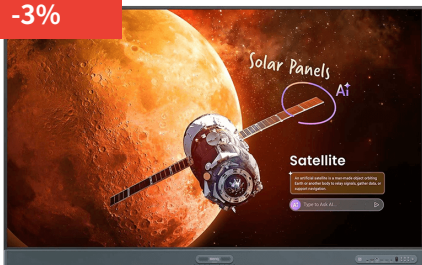 -3%
Solar Panels
AI
Satellite
An artificial satellite is a man-made object orbiting
Earth or another body to relay signals, gather data, or
support navigation.
AI Type to Ask AI...